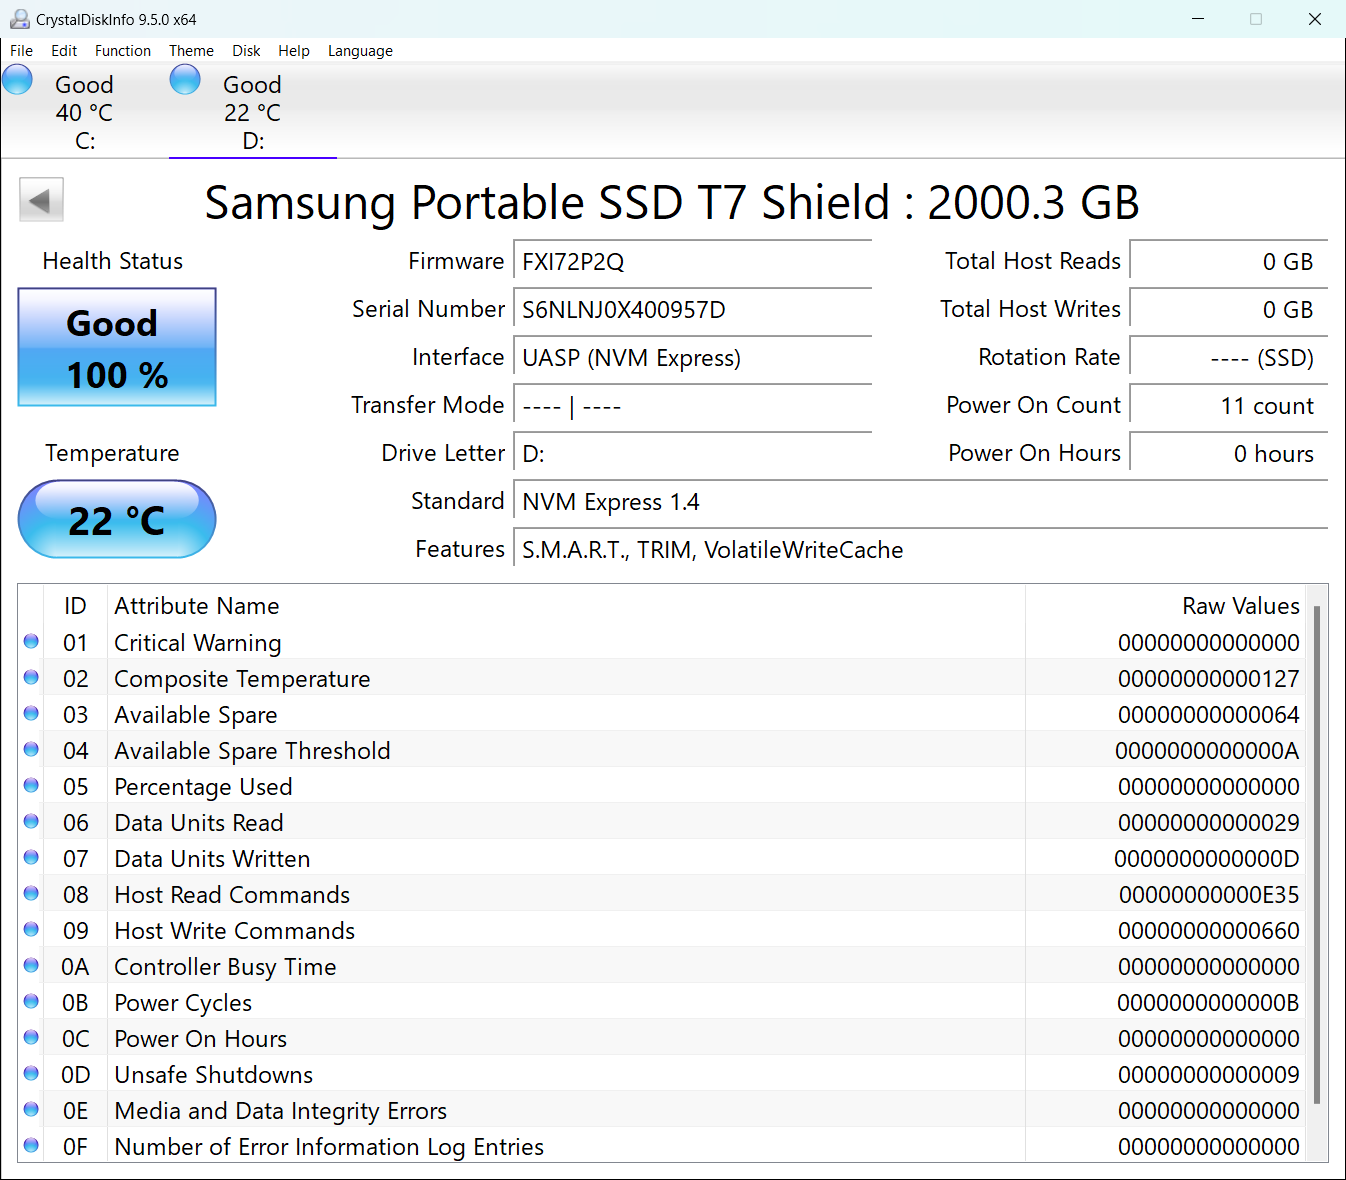 CrystalDiskInfo 9.5.0 x64
File Edit Function Theme Disk Help Language
Good Good
40 °C 22 °C
C: D:
Samsung Portable SSD T7 Shield : 2000.3 GB
Health Status
Good
100 %
Temperature
22 °C
Firmware FXI72P2Q
Serial Number S6NLNJ0X400957D
Interface UASP (NVM Express)
Transfer Mode ---- | ----
Drive Letter D:
Standard NVM Express 1.4
Features S.M.A.R.T., TRIM, VolatileWriteCache
Total Host Reads 0 GB
Total Host Writes 0 GB
Rotation Rate ---- (SSD)
Power On Count 11 count
Power On Hours 0 hours
ID Attribute Name Raw Values
01 Critical Warning 00000000000000
02 Composite Temperature 00000000000127
03 Available Spare 00000000000064
04 Available Spare Threshold 0000000000000A
05 Percentage Used 00000000000000
06 Data Units Read 00000000000029
07 Data Units Written 0000000000000D
08 Host Read Commands 00000000000E35
09 Host Write Commands 00000000000660
0A Controller Busy Time 00000000000000
0B Power Cycles 0000000000000B
0C Power On Hours 00000000000000
0D Unsafe Shutdowns 00000000000009
0E Media and Data Integrity Errors 00000000000000
0F Number of Error Information Log Entries 00000000000000